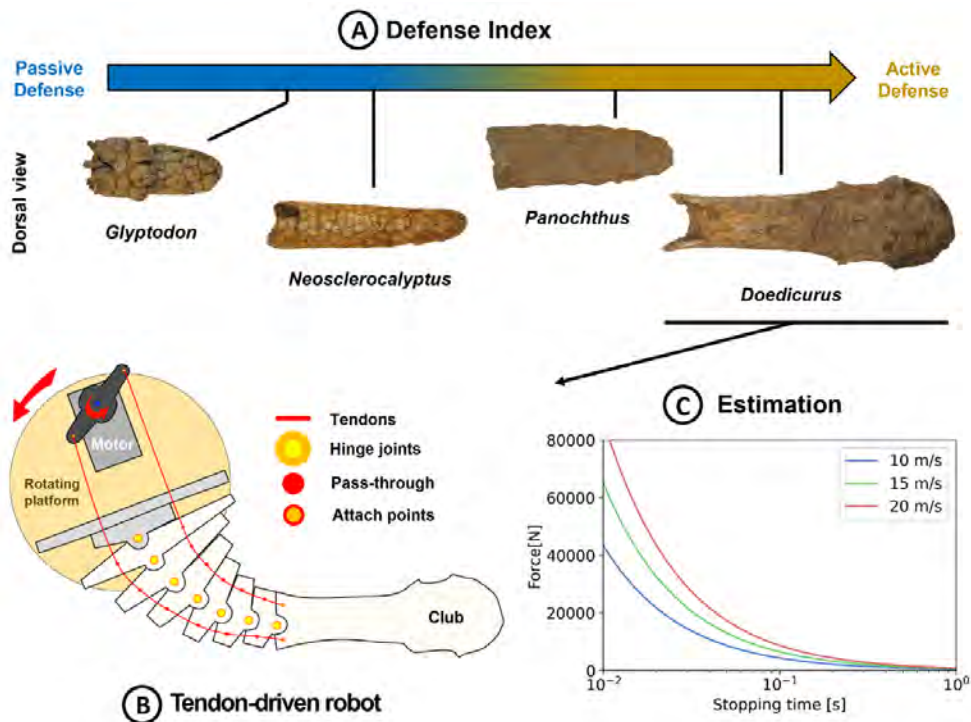 A Defense Index
Passive
Defense
Active
Defense
Dorsal view
Glyptodon
Neosclerocalyptus
Panochthus
Doedicurus
Motor
Rotating
platform
Tendons
Hinge joints
Pass-through
Attach points
Club
B Tendon-driven robot
C Estimation
80000
60000
40000
20000
0
Force[N]
10 m/s
15 m/s
20 m/s
10⁻²
10⁻¹
10⁰
Stopping time [s]